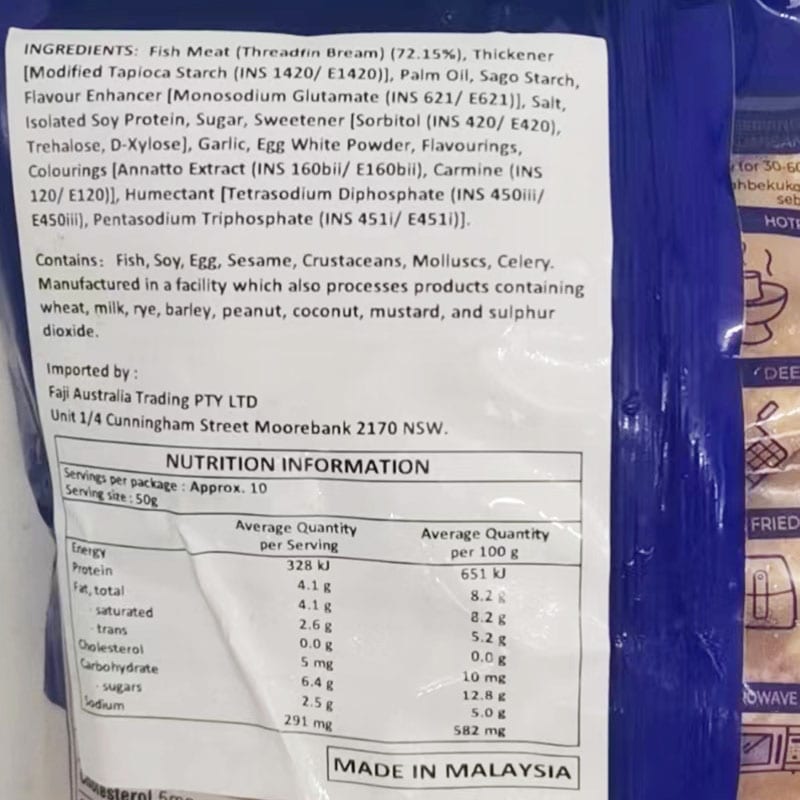 INGREDIENTS: Fish Meat (Threadfin Bream) (72.15%), Thickener
[Modified Tapioca Starch (INS 1420/ E1420)], Palm Oil, Sago Starch,
Flavour Enhancer [Monosodium Glutamate (INS 621/ E621)], Salt,
Isolated Soy Protein, Sugar, Sweetener [Sorbitol (INS 420/ E420),
Trehalose, D-Xylose], Garlic, Egg White Powder, Flavourings,
Colourings [Annatto Extract (INS 160bii/ E160bii), Carmine (INS
120/ E120)], Humectant [Tetrasodium Diphosphate (INS 450iii/
E450iii), Pentasodium Triphosphate (INS 451i/ E451i)].
Contains: Fish, Soy, Egg, Sesame, Crustaceans, Molluscs, Celery.
Manufactured in a facility which also processes products containing
wheat, milk, rye, barley, peanut, coconut, mustard, and sulphur
dioxide.
Imported by :
Faji Australia Trading PTY LTD
Unit 1/4 Cunningham Street Moorebank 2170 NSW.
NUTRITION INFORMATION
Servings per package : Approx. 10
Serving size : 50g
Average Quantity per Serving Average Quantity per 100 g
Energy 328 kJ 651 kJ
Protein 4.1 g 8.2 g
Fat, total 4.1 g 8.2 g
- saturated 2.6 g 5.2 g
- trans 0.0 g 0.0 g
Cholesterol 5 mg 10 mg
Carbohydrate 6.4 g 12.8 g
- sugars 2.5 g 5.0 g
Sodium 291 mg 582 mg
MADE IN MALAYSIA
for 30-60
seb
HOT
DEE
FRIED
OWAVE